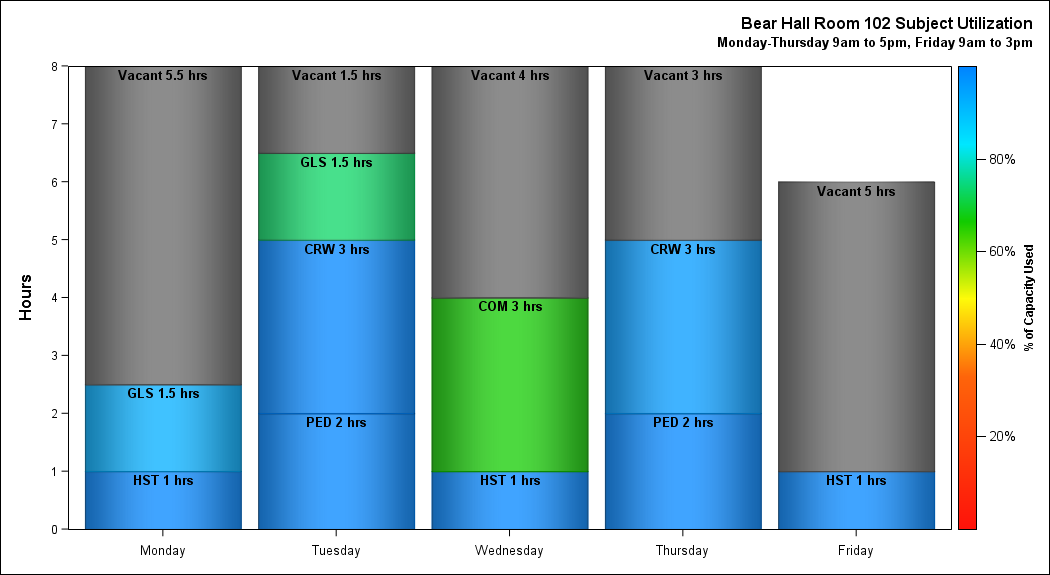 Bear Hall Room 102 Subject Utilization
Monday-Thursday 9am to 5pm, Friday 9am to 3pm
Hours
8
7
6
5
4
3
2
1
0
Vacant 5.5 hrs
GLS 1.5 hrs
HST 1 hrs
Vacant 1.5 hrs
GLS 1.5 hrs
CRW 3 hrs
PED 2 hrs
Vacant 4 hrs
COM 3 hrs
HST 1 hrs
Vacant 3 hrs
CRW 3 hrs
PED 2 hrs
Vacant 5 hrs
HST 1 hrs
Monday
Tuesday
Wednesday
Thursday
Friday
80%
60%
40%
20%
% of Capacity Used